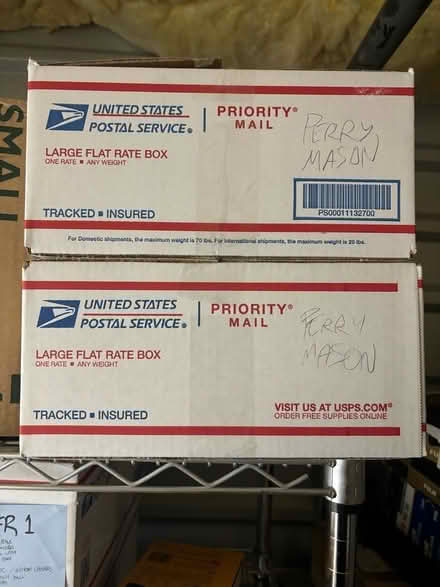 UNITED STATES
POSTAL SERVICE®
PRIORITY®
MAIL
PERRY
MASON
LARGE FLAT RATE BOX
ONE RATE ■ ANY WEIGHT
PS00011132700
TRACKED ■ INSURED
For Domestic shipments, the maximum weight is 70 lbs. For international shipments, the maximum weight is 20 lbs.
UNITED STATES
POSTAL SERVICE®
PRIORITY®
MAIL
PERRY
MASON
LARGE FLAT RATE BOX
ONE RATE ■ ANY WEIGHT
TRACKED ■ INSURED
VISIT US AT USPS.COM®
ORDER FREE SUPPLIES ONLINE
SMALL
R 1